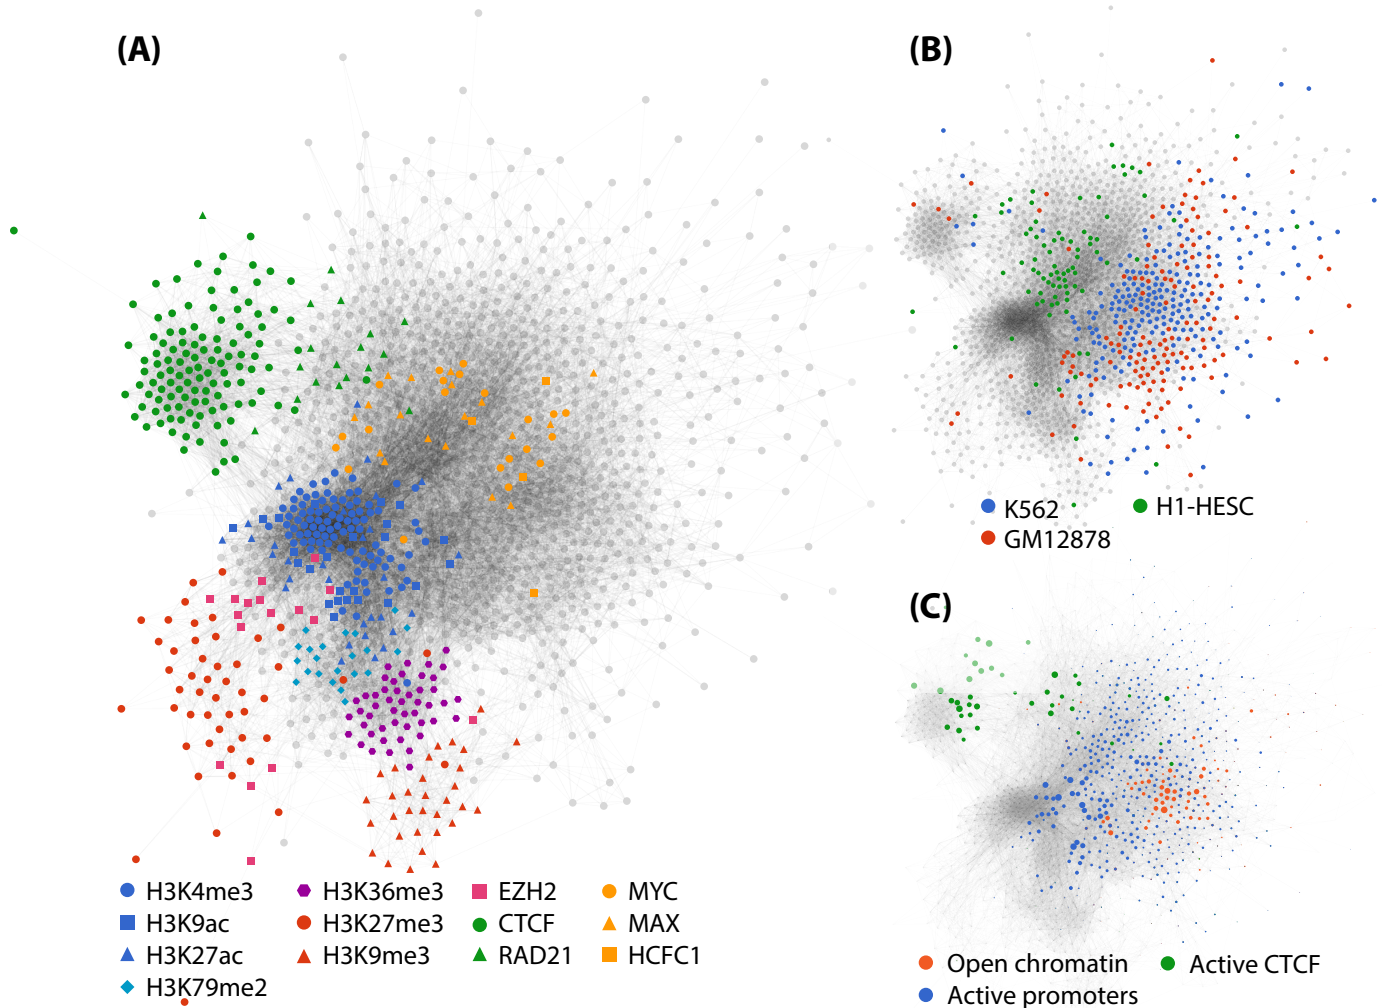 (A)
H3K4me3
H3K9ac
H3K27ac
H3K79me2
H3K36me3
H3K27me3
H3K9me3
EZH2
CTCF
RAD21
MYC
MAX
HCFC1
(B)
K562
GM12878
H1-HESC
(C)
Open chromatin
Active promoters
Active CTCF